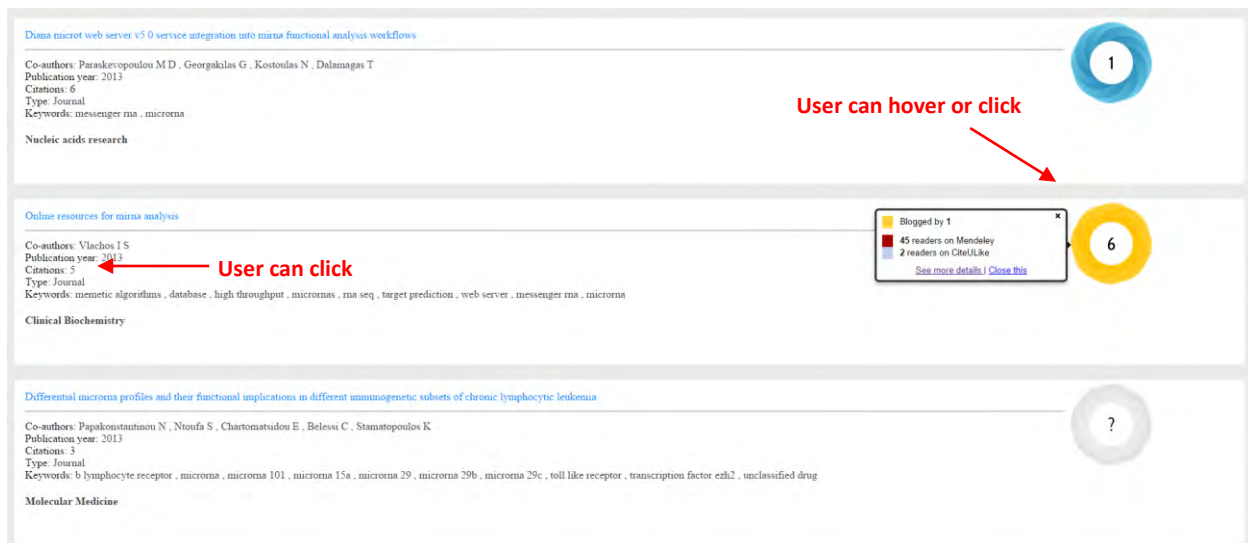 Diana microt web server v5 0 service integration into mirna functional analysis workflows
1
Co-authors: Paraskevopoulou M D , Georgakilas G , Kostoulas N , Dalamagas T
Publication year: 2013
Citations: 6
Type: Journal
Keywords: messenger rna , microrna
User can hover or click
Nucleic acids research
Online resources for mirna analysis
Blogged by 1
×
45 readers on Mendeley
2 readers on CiteULike
See more details | Close this
6
Co-authors: Vlachos I S
Publication year: 2013
Citations: 5
User can click
Type: Journal
Keywords: memetic algorithms , database , high throughput , micrornas , rna seq , target prediction , web server , messenger rna , microrna
Clinical Biochemistry
Differential microrna profiles and their functional implications in different immunogenetic subsets of chronic lymphocytic leukemia
?
Co-authors: Papakonstantinou N , Ntoufa S , Chartomatsidou E , Belessi C , Stamatopoulos K
Publication year: 2013
Citations: 3
Type: Journal
Keywords: b lymphocyte receptor , microrna , microrna 101 , microrna 15a , microrna 29 , microrna 29b , microrna 29c , toll like receptor , transcription factor ezh2 , unclassified drug
Molecular Medicine